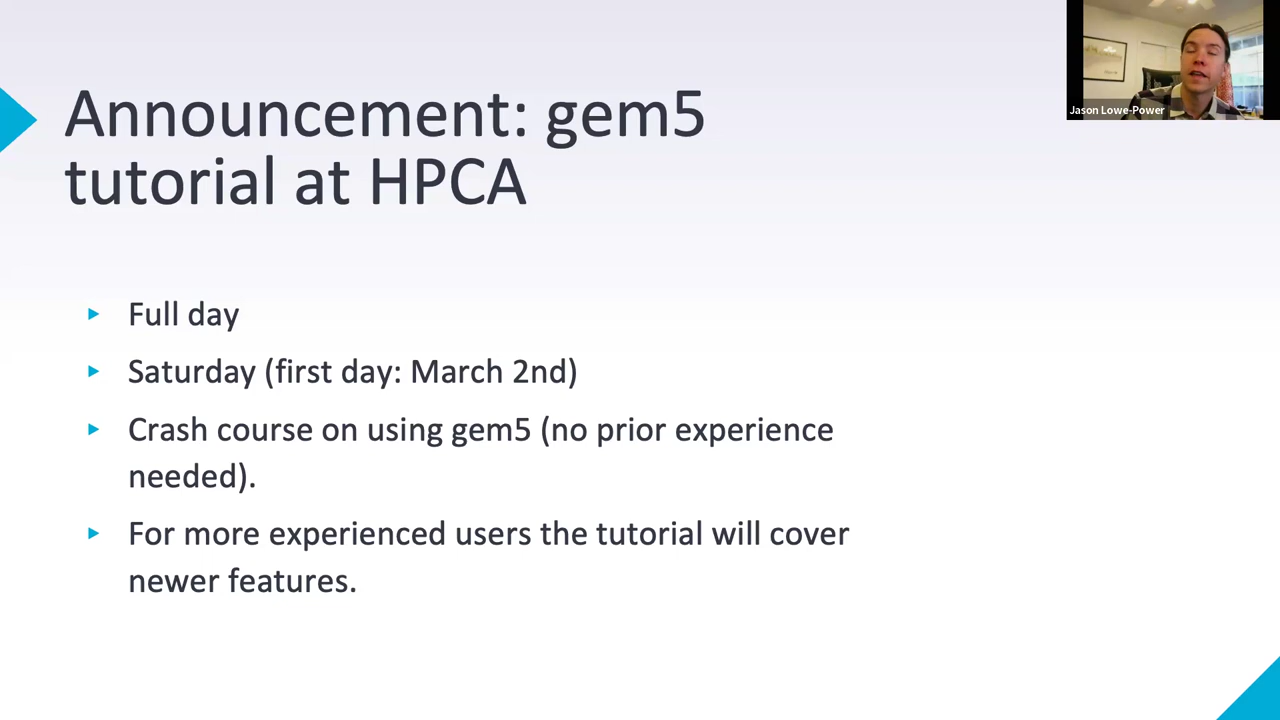 Announcement: gem5
tutorial at HPCA
Jason Lowe-Power
Full day
Saturday (first day: March 2nd)
Crash course on using gem5 (no prior experience
needed).
For more experienced users the tutorial will cover
newer features.